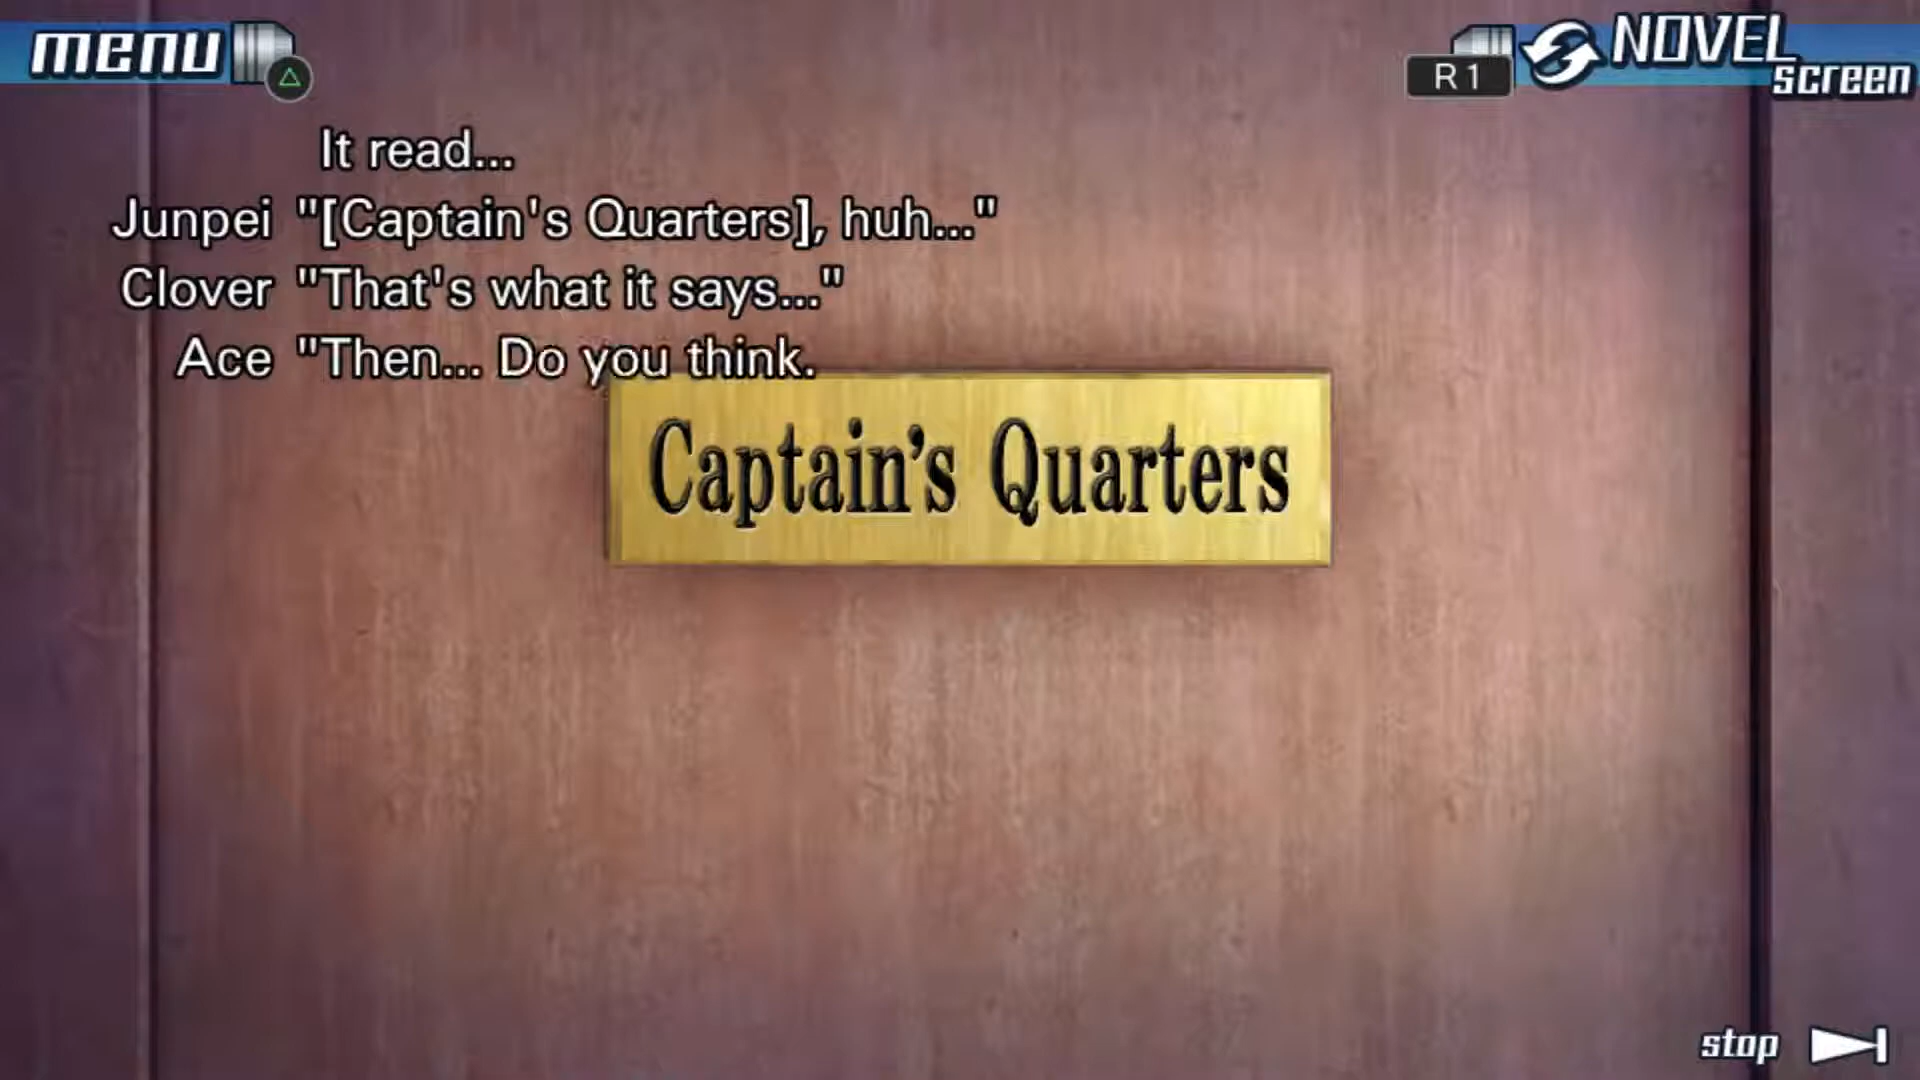 menu
R1
NOVEL
screen
It read...
Junpei "[Captain's Quarters], huh..."
Clover "That's what it says..."
Ace "Then... Do you think.
Captain's Quarters
stop